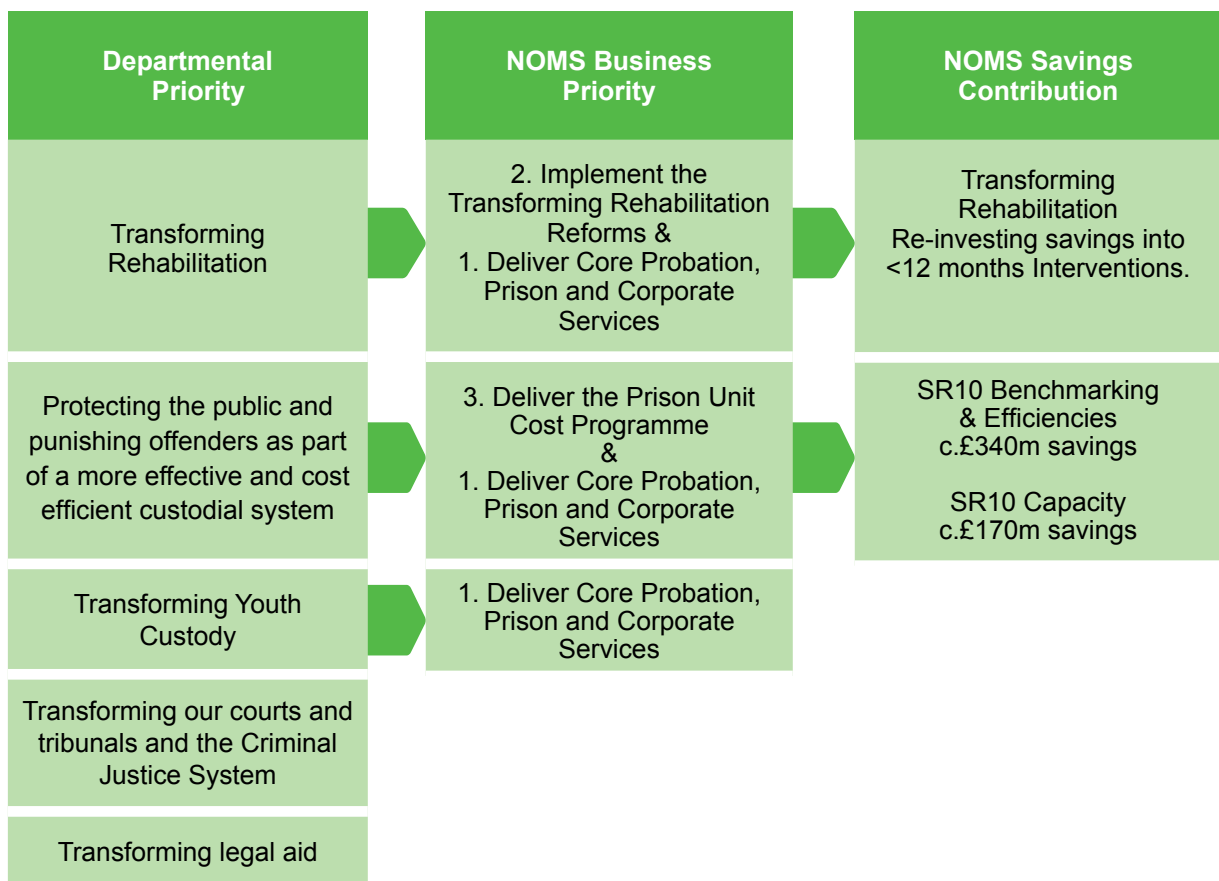 Departmental
Priority
NOMS Business
Priority
NOMS Savings
Contribution
Transforming
Rehabilitation
2. Implement the
Transforming Rehabilitation
Reforms &
1. Deliver Core Probation,
Prison and Corporate
Services
Transforming
Rehabilitation
Re-investing savings into
<12 months Interventions.
Protecting the public and
punishing offenders as part
of a more effective and cost
efficient custodial system
3. Deliver the Prison Unit
Cost Programme
&
1. Deliver Core Probation,
Prison and Corporate
Services
SR10 Benchmarking
& Efficiencies
c.£340m savings
SR10 Capacity
c.£170m savings
Transforming Youth
Custody
1. Deliver Core Probation,
Prison and Corporate
Services
Transforming our courts and
tribunals and the Criminal
Justice System
Transforming legal aid